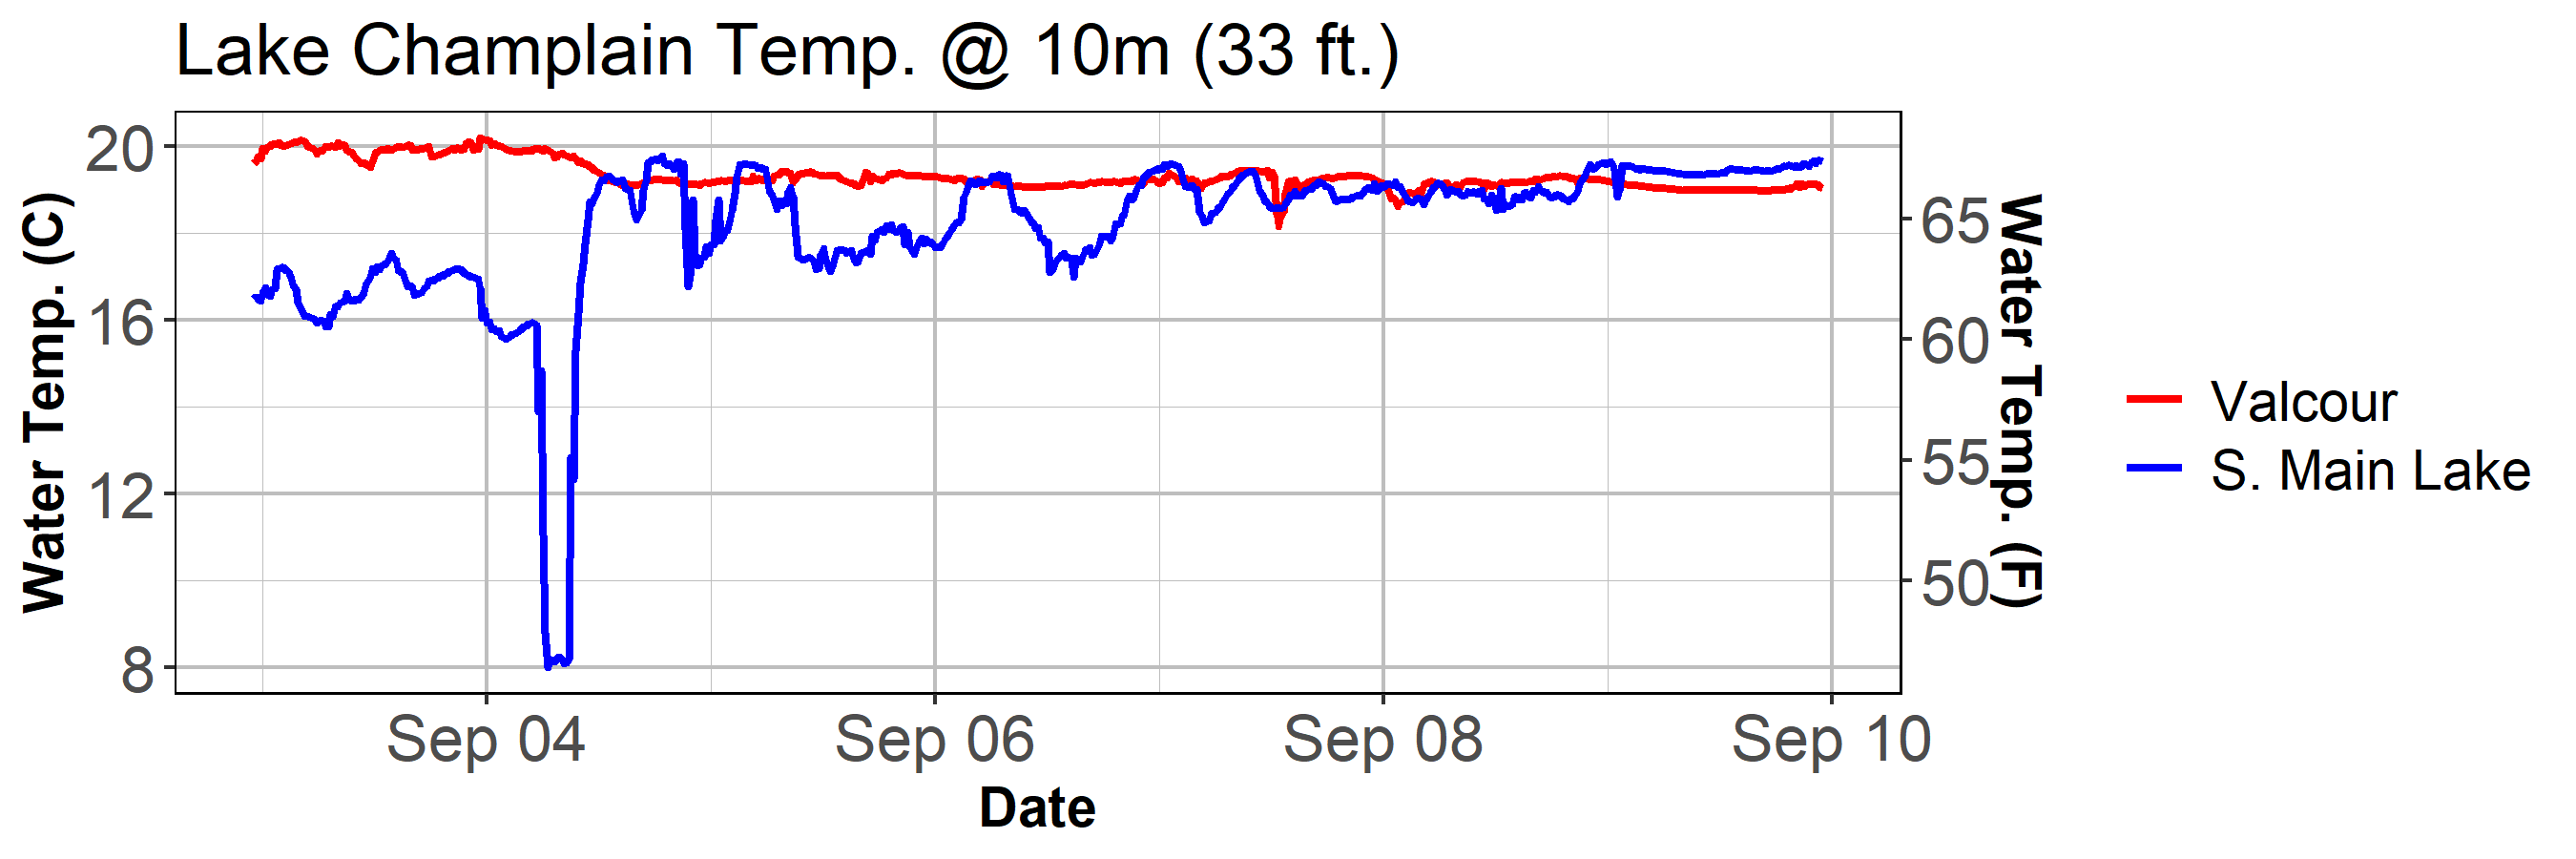 Lake Champlain Temp. @ 10m (33 ft.)
Water Temp. (C)
20
16
12
8
65
60
55
50
Water Temp. (F)
Sep 04
Sep 06
Sep 08
Sep 10
Date
Valcour
S. Main Lake